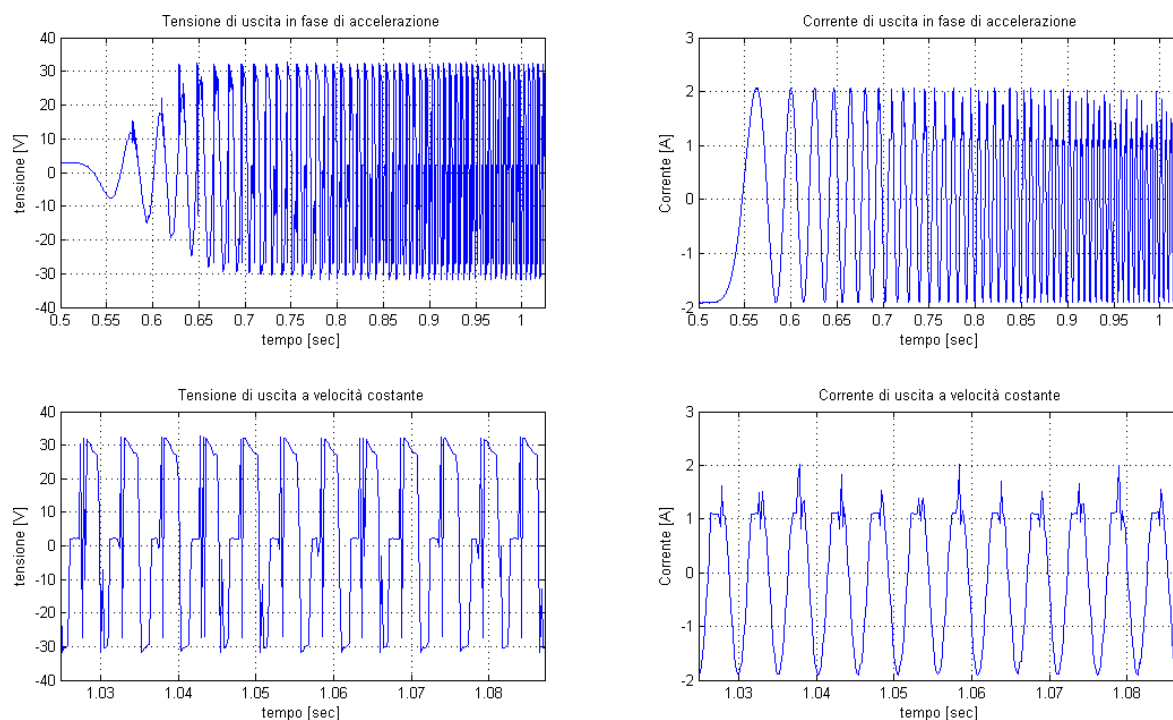 Tensione di uscita in fase di accelerazione
40
30
20
10
0
-10
-20
-30
-40
tensione [V]
0.5 0.55 0.6 0.65 0.7 0.75 0.8 0.85 0.9 0.95 1
tempo [sec]
Corrente di uscita in fase di accelerazione
3
2
1
0
-1
-2
Corrente [A]
0.5 0.55 0.6 0.65 0.7 0.75 0.8 0.85 0.9 0.95 1
tempo [sec]
Tensione di uscita a velocità costante
40
30
20
10
0
-10
-20
-30
-40
tensione [V]
1.03 1.04 1.05 1.06 1.07 1.08
tempo [sec]
Corrente di uscita a velocità costante
3
2
1
0
-1
-2
Corrente [A]
1.03 1.04 1.05 1.06 1.07 1.08
tempo [sec]